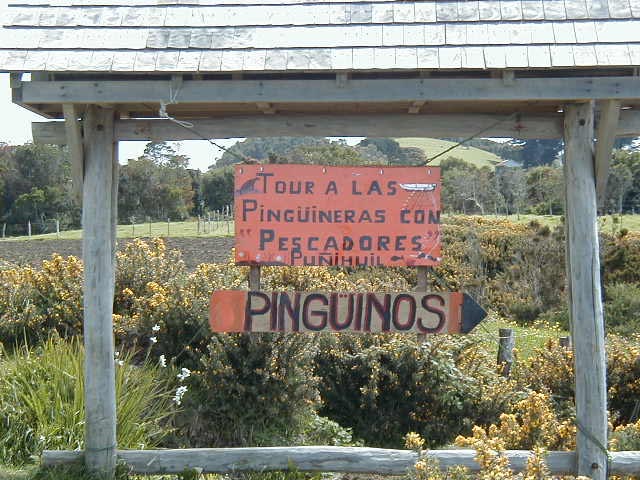 TOUR A LAS
PINGÜINERAS CON
"PESCADORES"
PUÑIHUIL
PINGÜINOS